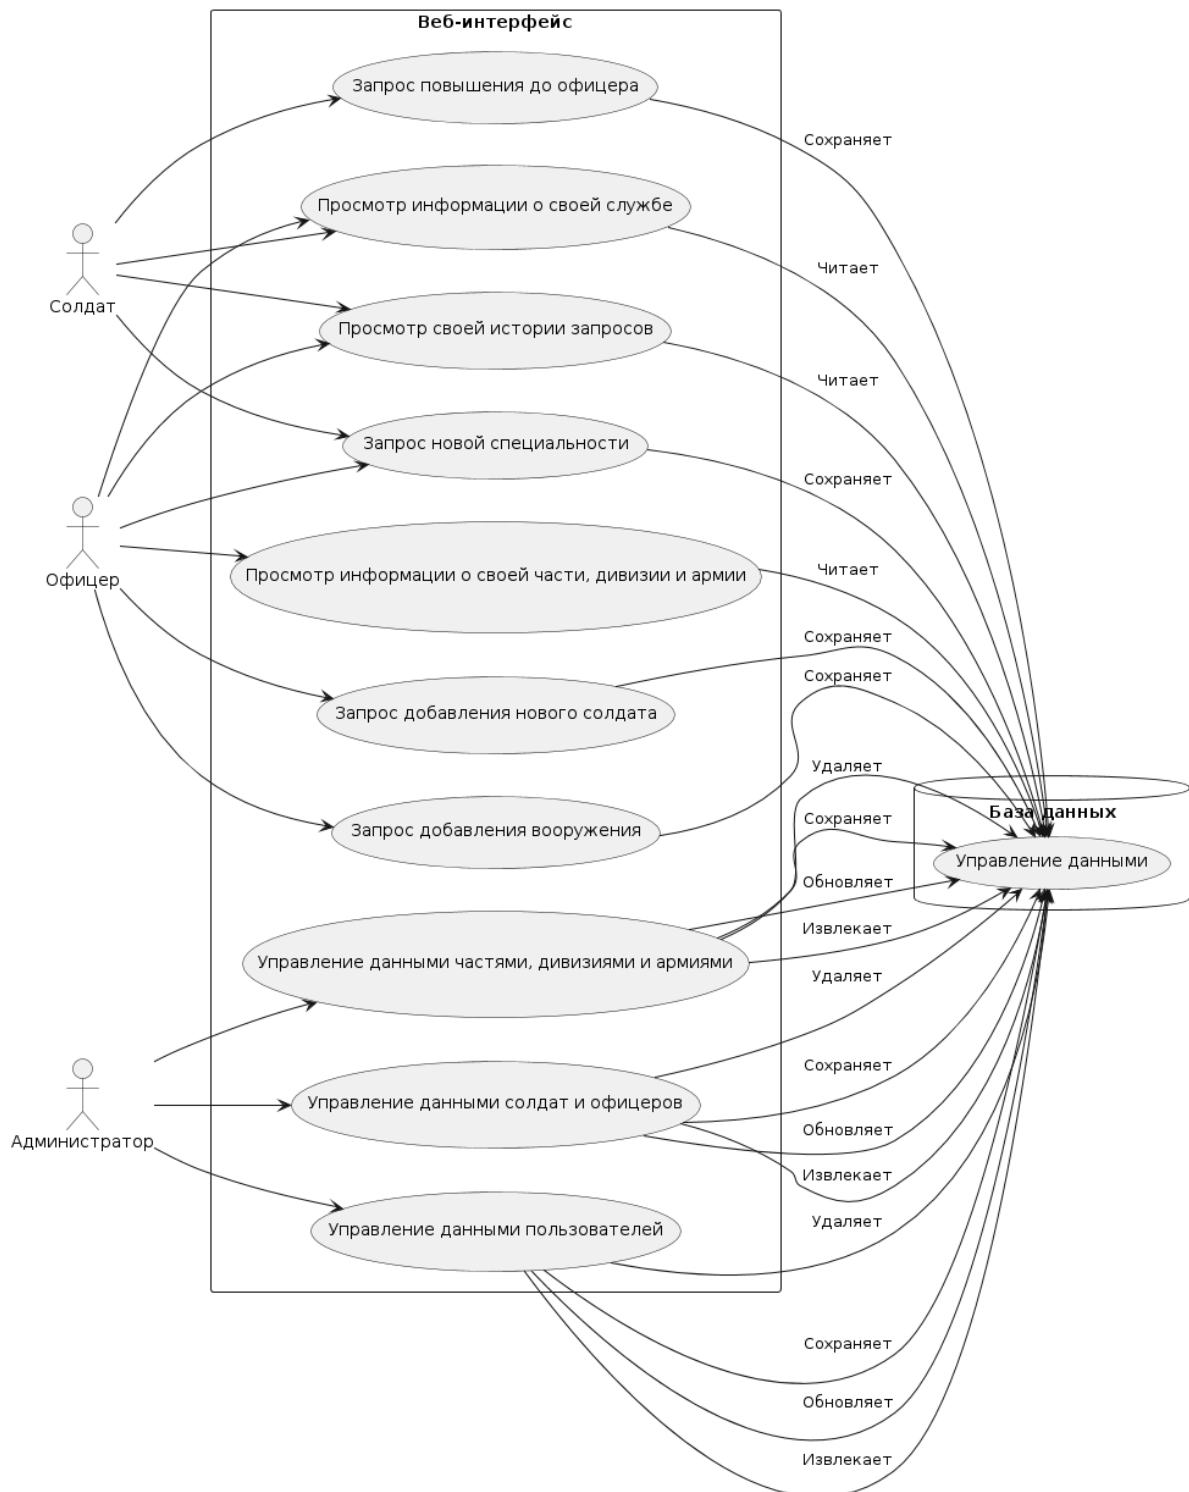 Веб-интерфейс
Запрос повышения до офицера
Сохраняет
Просмотр информации о своей службе
Читает
Солдат
Просмотр своей истории запросов
Читает
Запрос новой специальности
Сохраняет
Офицер
Просмотр информации о своей части, дивизии и армии
Читает
Сохраняет
Сохраняет
Запрос добавления нового солдата
Удаляет
Сохраняет
Запрос добавления вооружения
База данных
Управление данными
Обновляет
Извлекает
Управление данными частями, дивизиями и армиями
Удаляет
Администратор
Сохраняет
Управление данными солдат и офицеров
Обновляет
Извлекает
Удаляет
Управление данными пользователей
Сохраняет
Обновляет
Извлекает